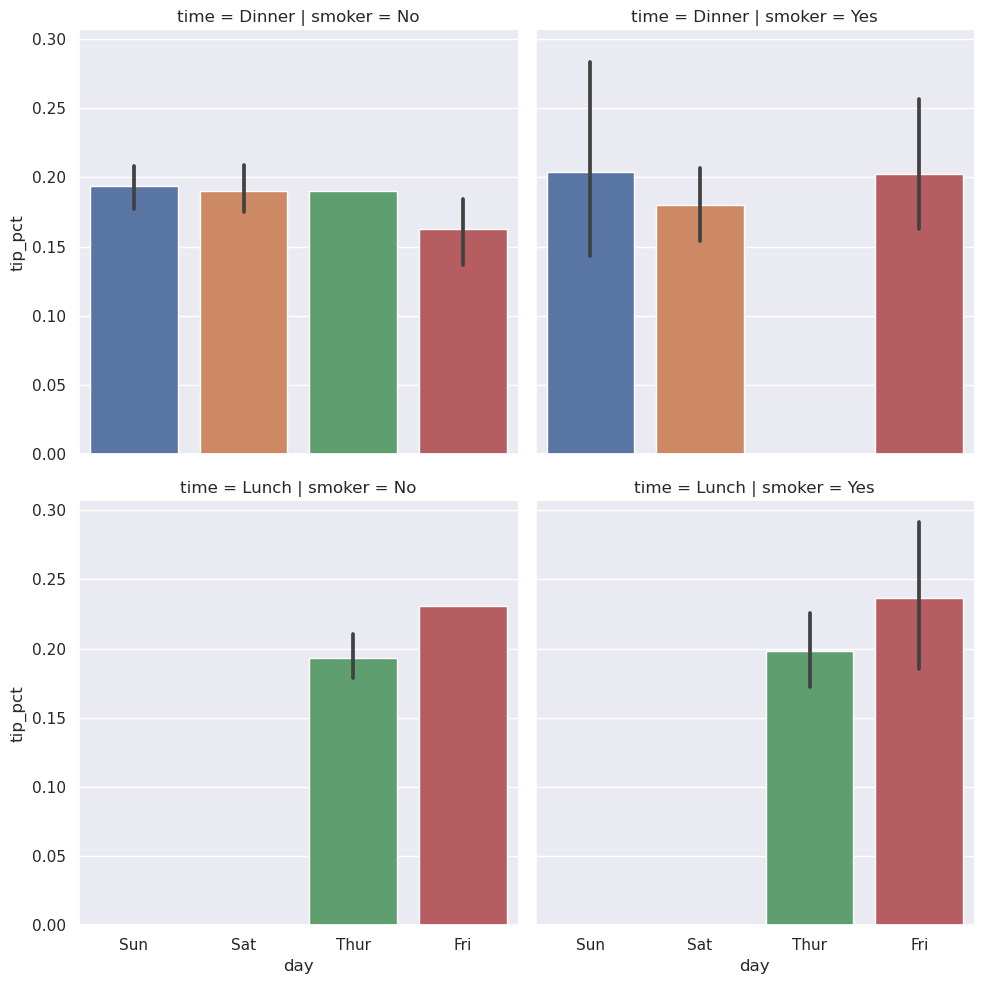 time = Dinner | smoker = No
time = Dinner | smoker = Yes
0.30
0.25
0.20
0.15
0.10
0.05
0.00
tip_pct
time = Lunch | smoker = No
time = Lunch | smoker = Yes
0.30
0.25
0.20
0.15
0.10
0.05
0.00
tip_pct
Sun Sat Thur Fri
Sun Sat Thur Fri
day
day